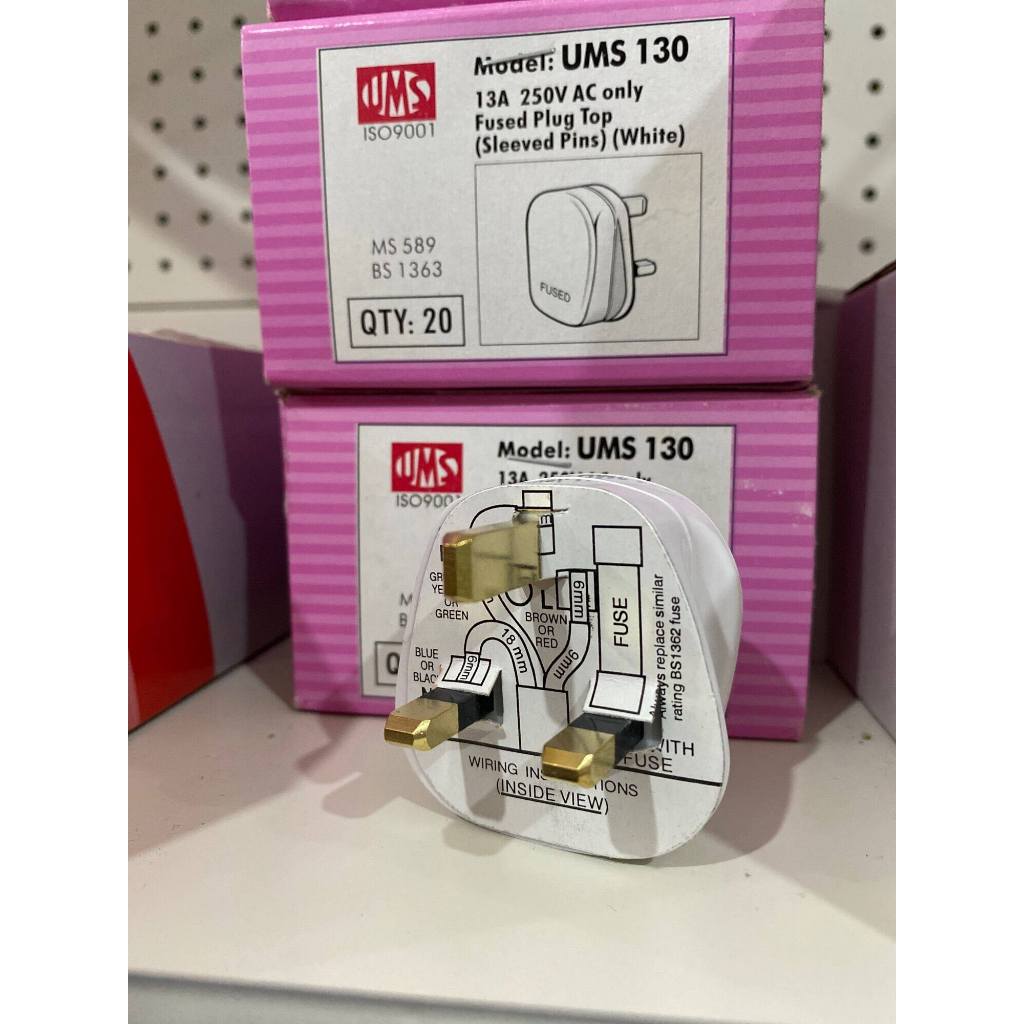 UMS
ISO9001
Model: UMS 130
13A 250V AC only
Fused Plug Top
(Sleeved Pins) (White)
MS 589
BS 1363
QTY: 20
FUSED
UMS
Model: UMS 130
13A
GREEN
OR
BROWN
OR
RED
6mm
FUSE
18 mm
9mm
BLUE
OR
6mm
Always replace similar
rating BS1362 fuse
WITH
FUSE
WIRING
(INSIDE VIEW)